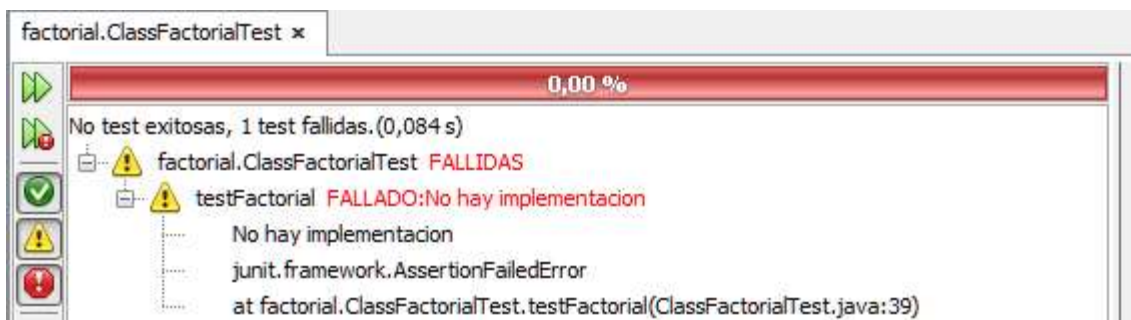 factorial.ClassFactorialTest ×
0,00 %
No test exitosas, 1 test fallidas.(0,084 s)
factorial.ClassFactorialTest FALLIDAS
testFactorial FALLADO:No hay implementacion
No hay implementacion
junit.framework.AssertionFailedError
at factorial.ClassFactorialTest.testFactorial(ClassFactorialTest.java:39)